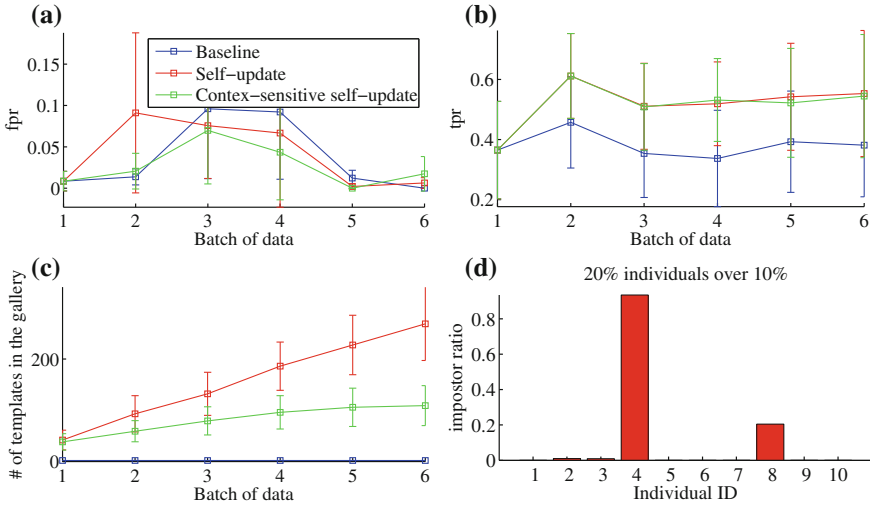 (a)
0.15
0.1
0.05
0
fpr
1 2 3 4 5 6
Batch of data
Baseline
Self-update
Contex-sensitive self-update
(b)
0.6
0.4
0.2
tpr
1 2 3 4 5 6
Batch of data
(c)
200
0
# of templates in the gallery
1 2 3 4 5 6
Batch of data
(d)
20% individuals over 10%
0.8
0.6
0.4
0.2
0
impostor ratio
1 2 3 4 5 6 7 8 9 10
Individual ID